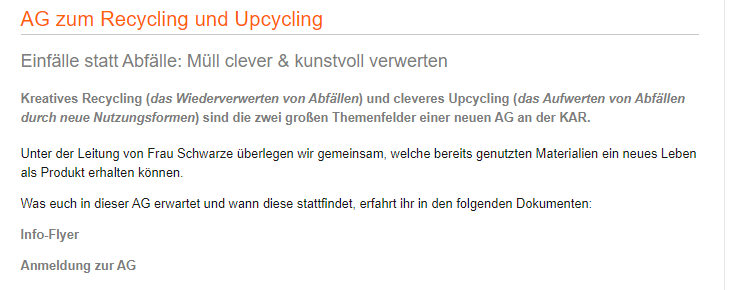 AG zum Recycling und Upcycling
Einfälle statt Abfälle: Müll clever & kunstvoll verwerten
Kreatives Recycling (das Wiederverwerten von Abfällen) und cleveres Upcycling (das Aufwerten von Abfällen
durch neue Nutzungsformen) sind die zwei großen Themenfelder einer neuen AG an der KAR.
Unter der Leitung von Frau Schwarze überlegen wir gemeinsam, welche bereits genutzten Materialien ein neues Leben
als Produkt erhalten können.
Was euch in dieser AG erwartet und wann diese stattfindet, erfahrt ihr in den folgenden Dokumenten:
Info-Flyer
Anmeldung zur AG